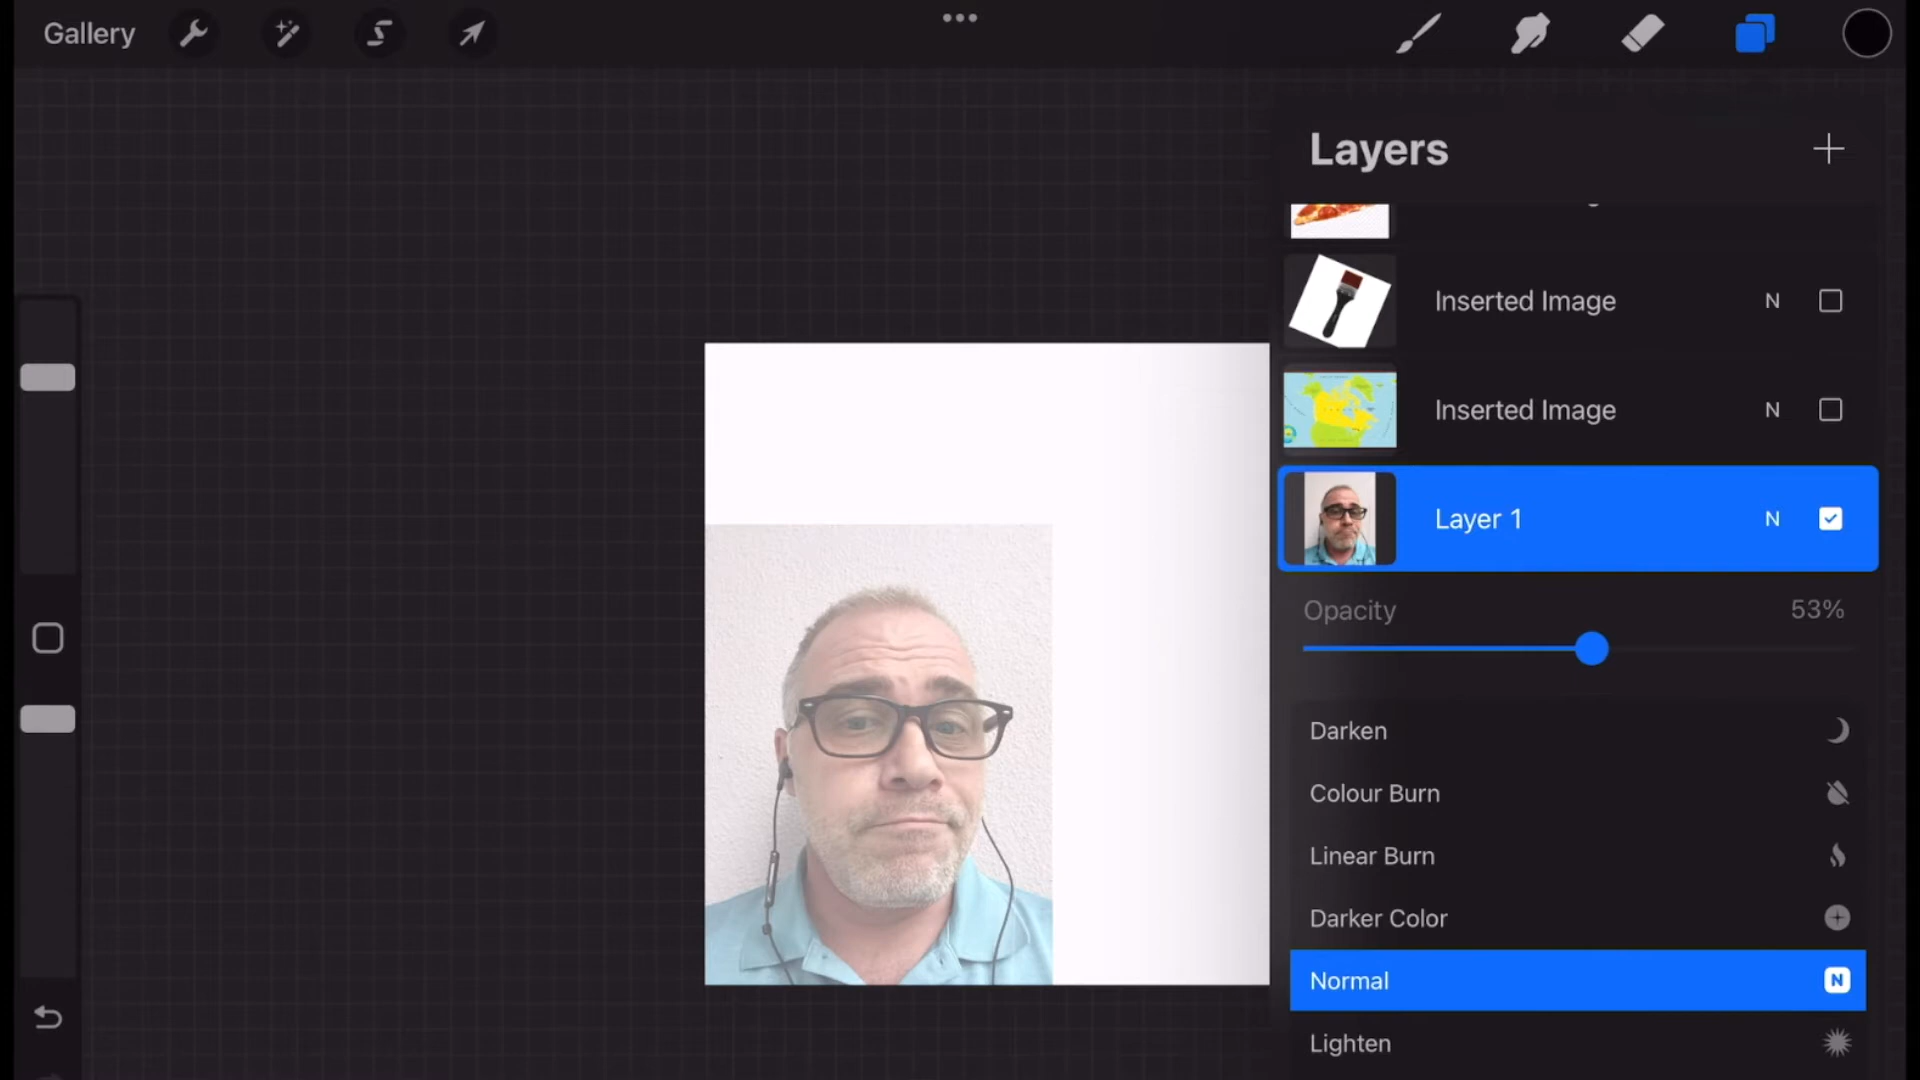 Gallery
Layers
Inserted Image N
Inserted Image N
Layer 1 N
Opacity 53%
Darken
Colour Burn
Linear Burn
Darker Color
Normal N
Lighten